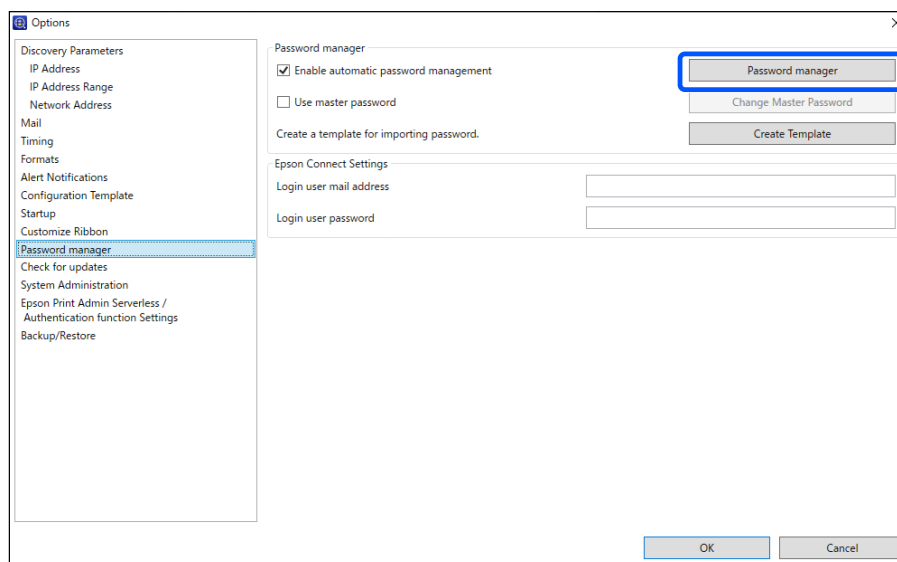 Options
Discovery Parameters
IP Address
IP Address Range
Network Address
Mail
Timing
Formats
Alert Notifications
Configuration Template
Startup
Customize Ribbon
Password manager
Check for updates
System Administration
Epson Print Admin Serverless /
Authentication function Settings
Backup/Restore
Password manager
Enable automatic password management
Password manager
Use master password
Change Master Password
Create a template for importing password.
Create Template
Epson Connect Settings
Login user mail address
Login user password
OK
Cancel